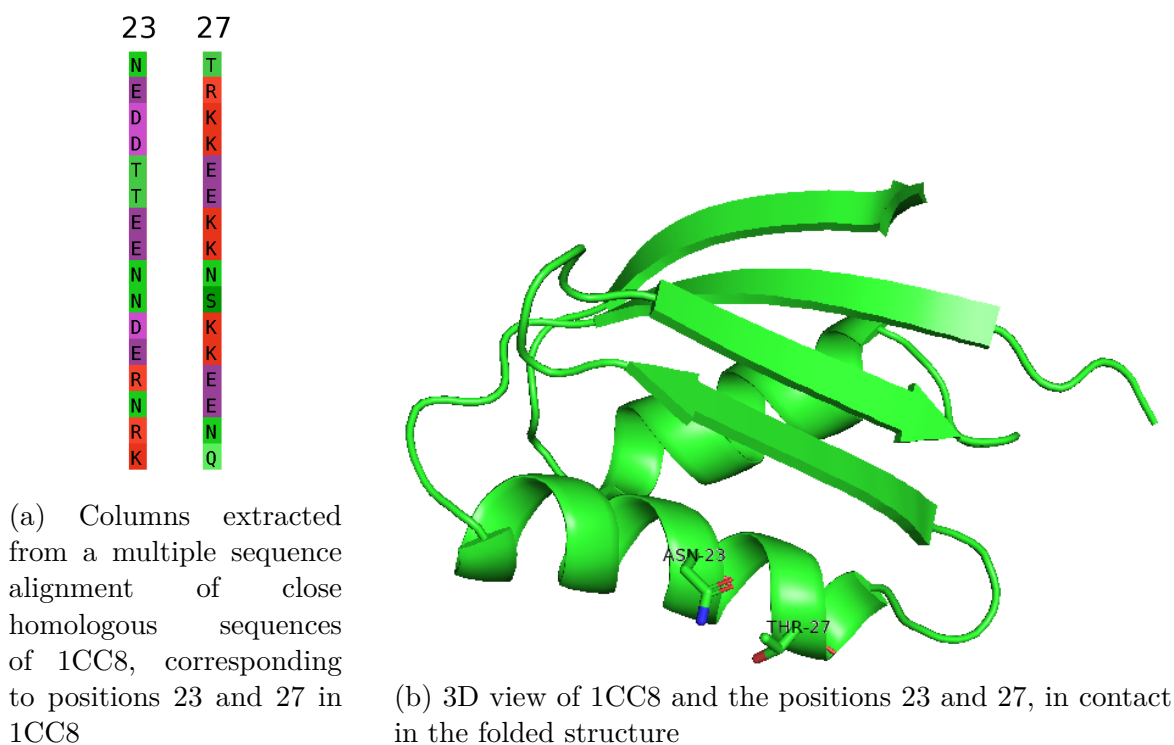 23 27
N T
E R
D K
D K
T E
T E
E K
E K
N N
N S
D K
E K
R E
N E
R N
K Q
(a) Columns extracted
from a multiple sequence
alignment of close
homologous sequences
of 1CC8, corresponding
to positions 23 and 27 in
1CC8
ASN-23
THR-27
(b) 3D view of 1CC8 and the positions 23 and 27, in contact
in the folded structure